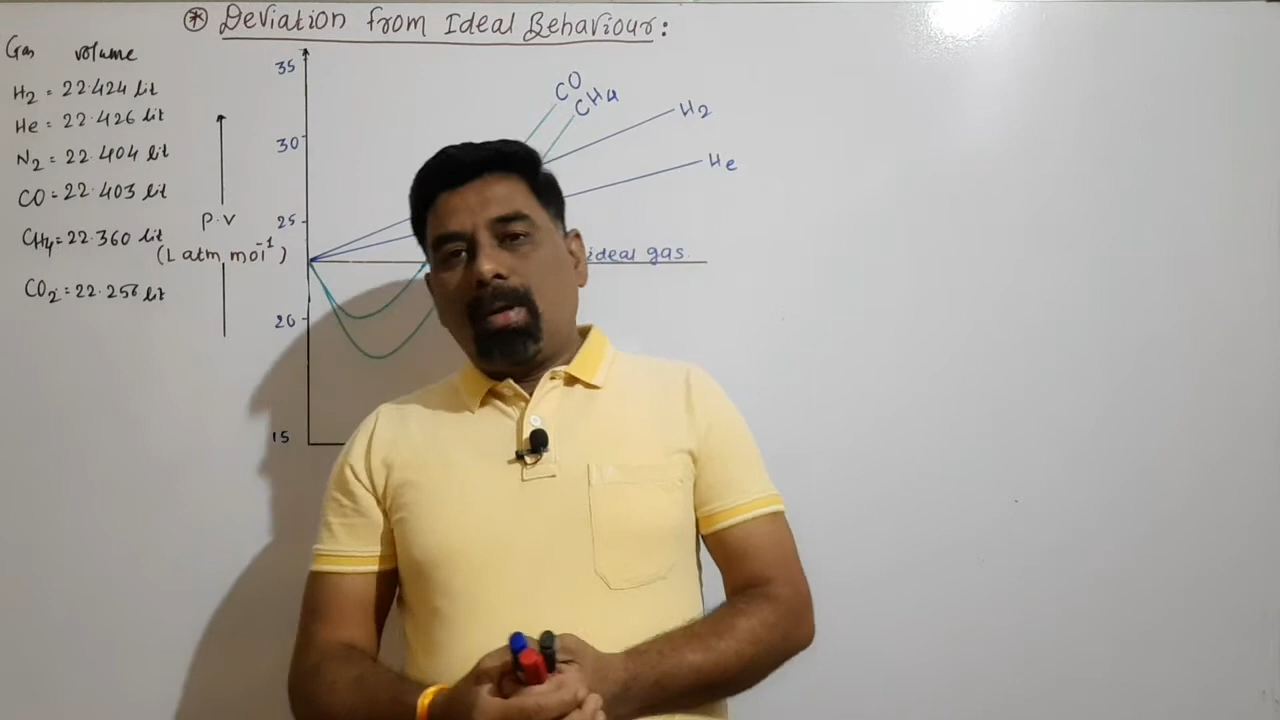 * Deviation from Ideal Behaviour:
Gas volume
H2 = 22.424 lit
He = 22.426 lit
N2 = 22.404 lit
CO = 22.403 lit
CH4 = 22.360 lit
CO2 = 22.256 lit
P.V
(L atm mol-1)
35
30
25
20
15
CO
CH4
H2
He
ideal gas.